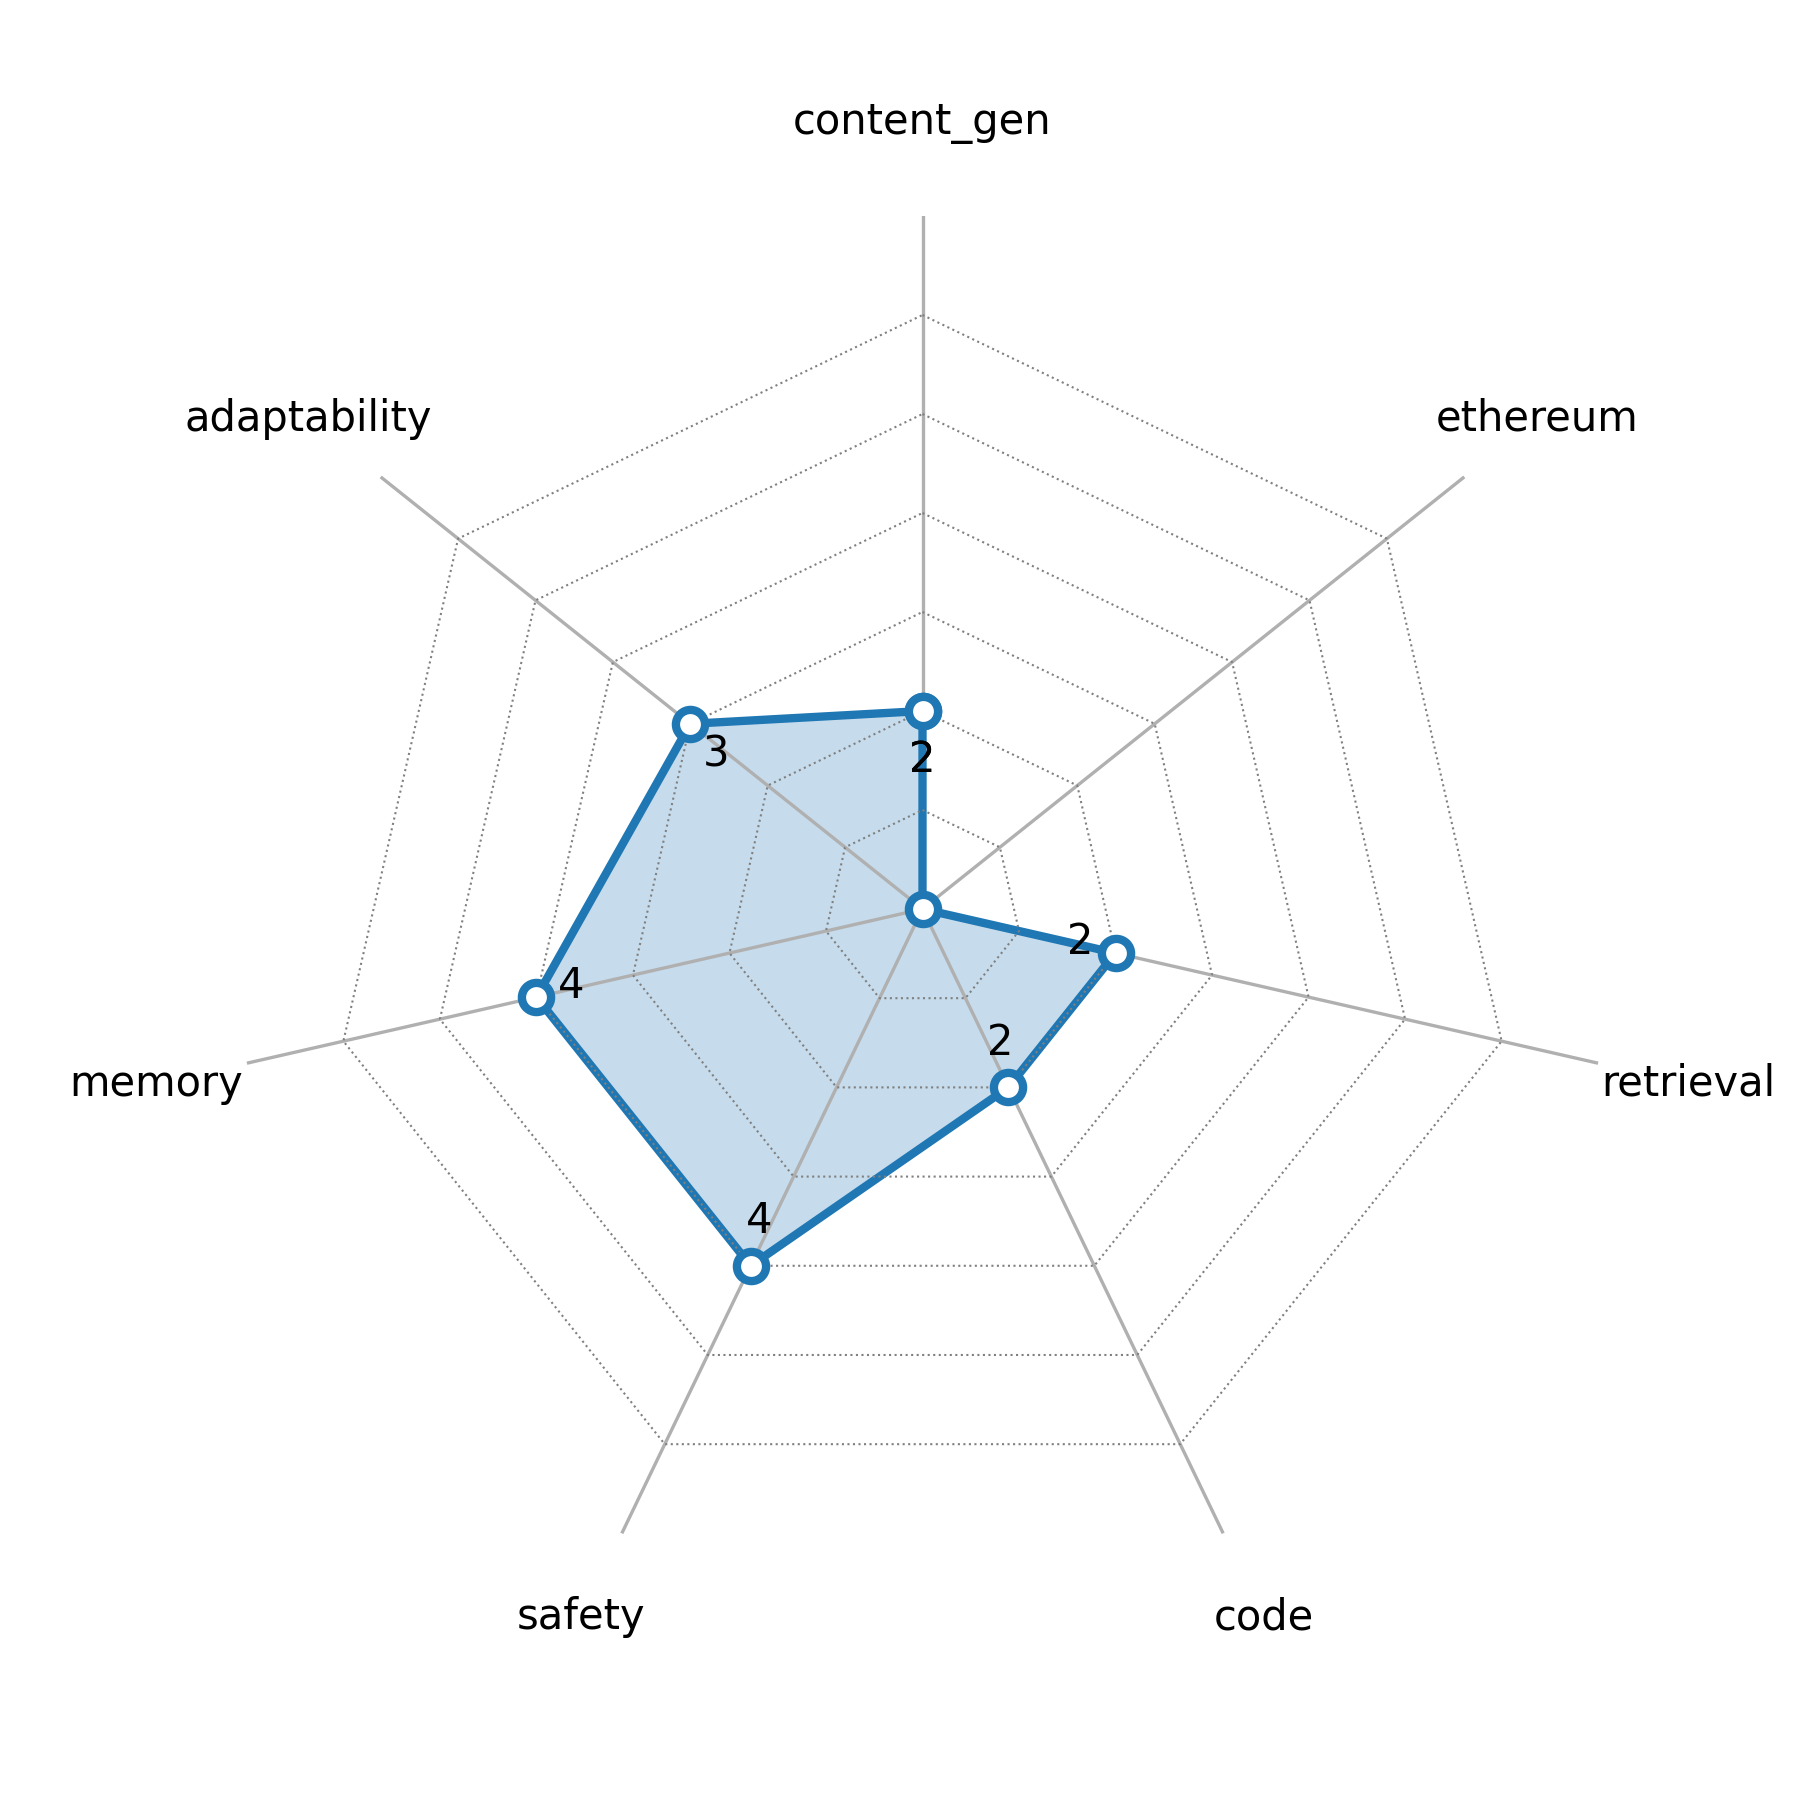 content_gen
adaptability
ethereum
3
2
2
4
2
memory
retrieval
4
safety
code